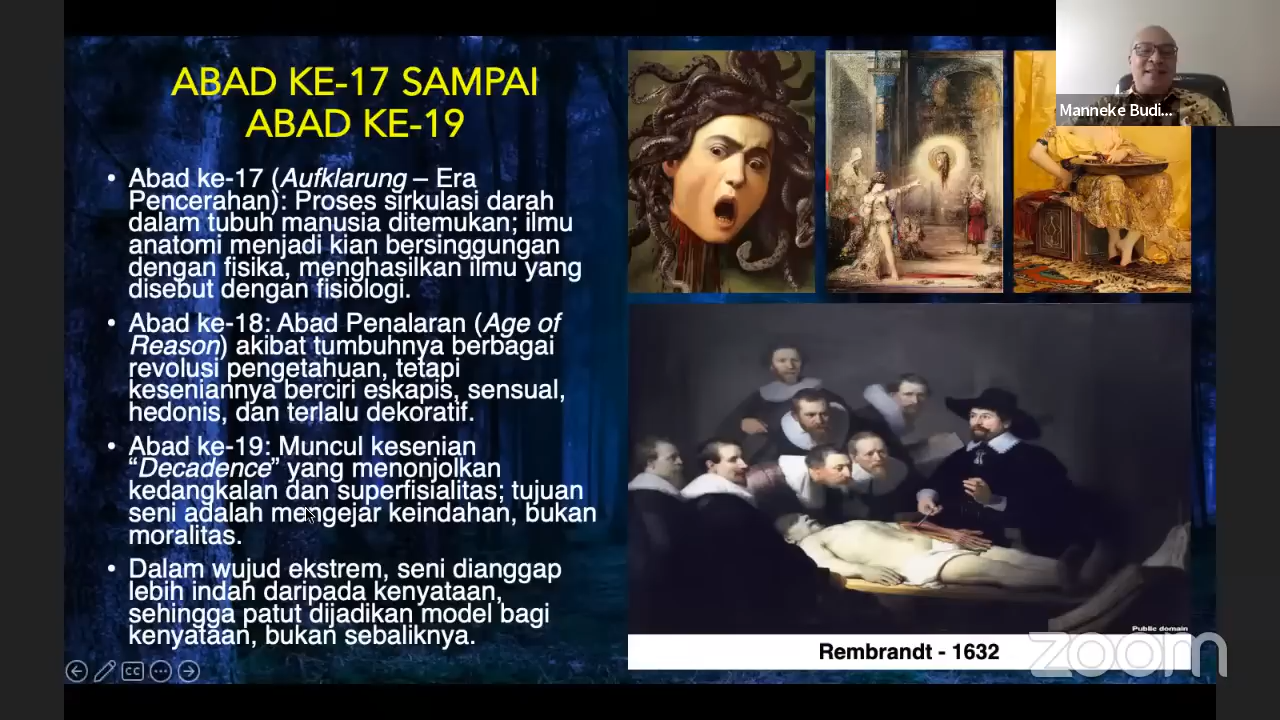 ABAD KE-17 SAMPAI
ABAD KE-19
• Abad ke-17 (Aufklarung – Era
Pencerahan): Proses sirkulasi darah
dalam tubuh manusia ditemukan; ilmu
anatomi menjadi kian bersinggungan
dengan fisika, menghasilkan ilmu yang
disebut dengan fisiologi.
• Abad ke-18: Abad Penalaran (Age of
Reason) akibat tumbuhnya berbagai
revolusi pengetahuan, tetapi
keseniannya berciri eskapis, sensual,
hedonis, dan terlalu dekoratif.
• Abad ke-19: Muncul kesenian
“Decadence” yang menonjolkan
kedangkalan dan superfisialitas; tujuan
seni adalah mengejar keindahan, bukan
moralitas.
• Dalam wujud ekstrem, seni dianggap
lebih indah daripada kenyataan,
sehingga patut dijadikan model bagi
kenyataan, bukan sebaliknya.
CC
Manneke Budi...
Public domain
Rembrandt - 1632
zoom